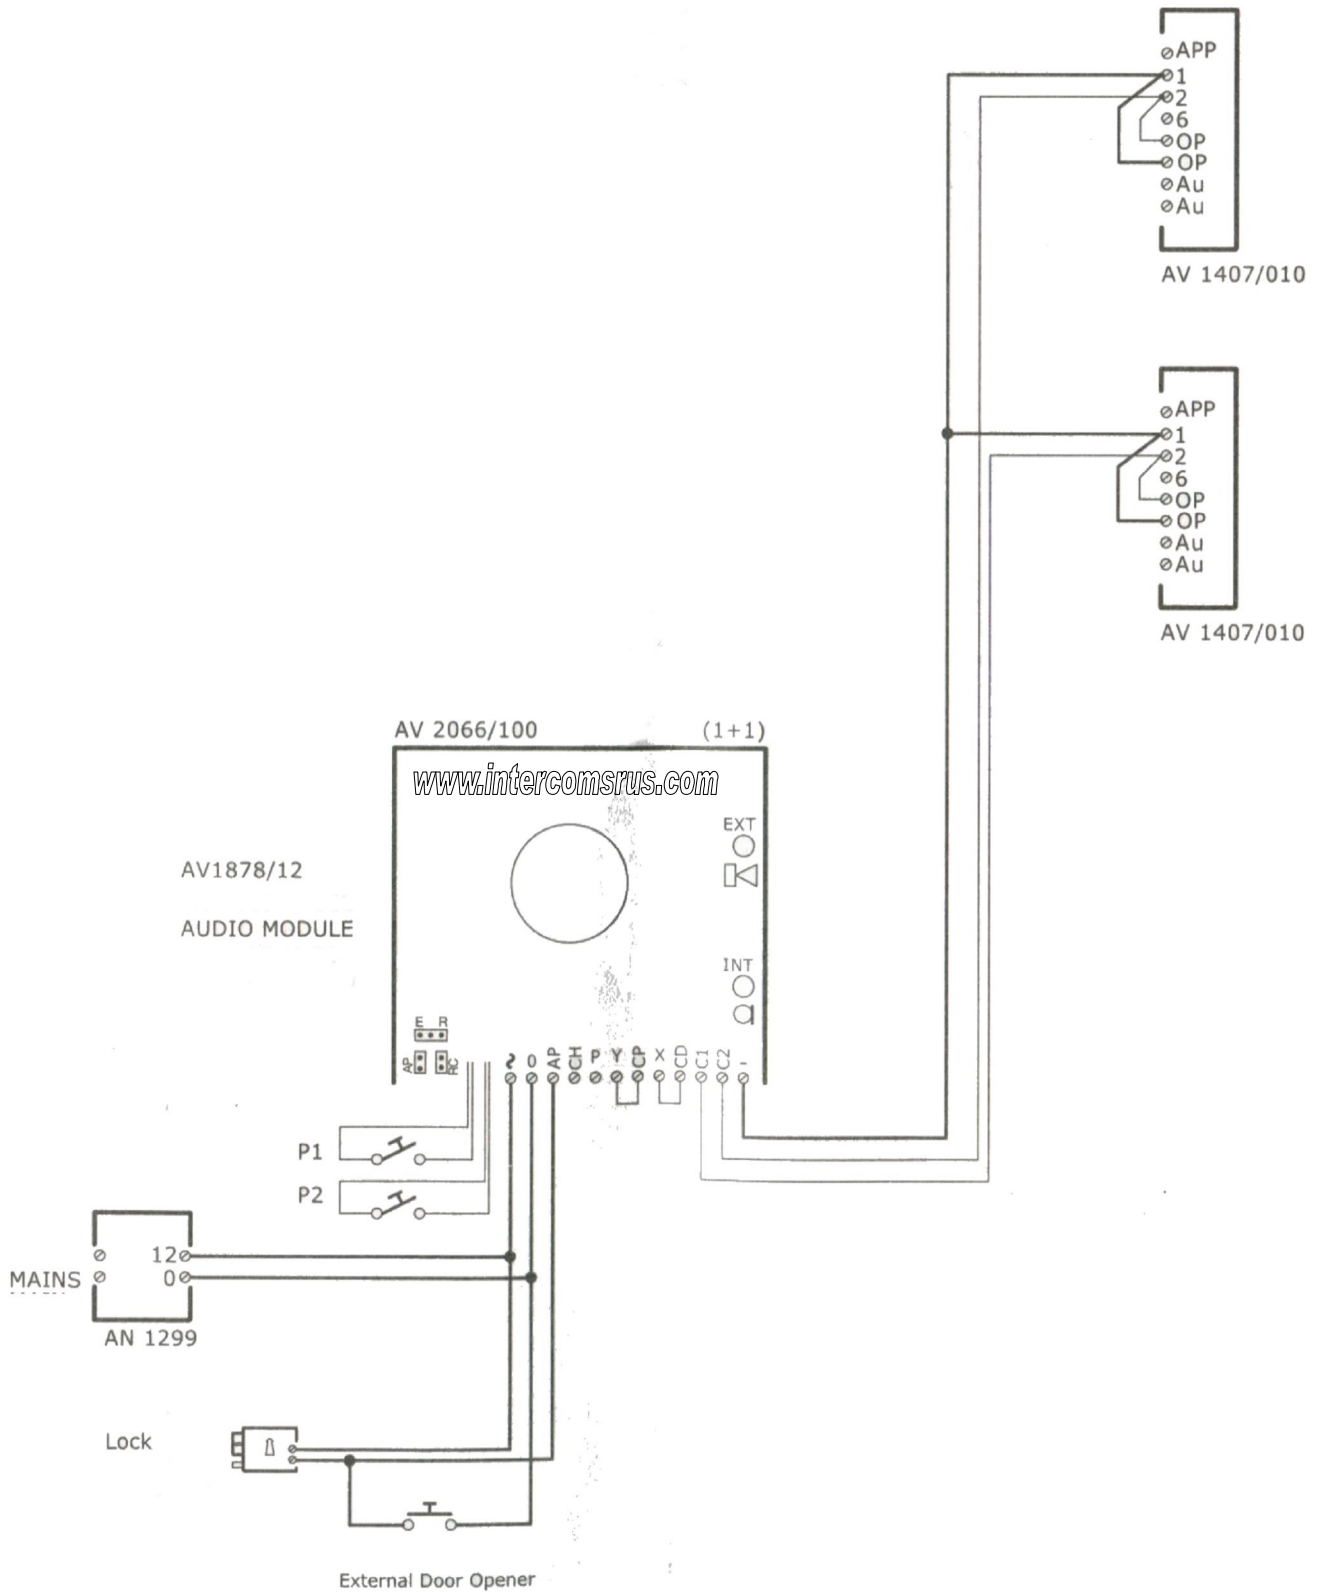 APP
1
2
6
OP
OP
Au
Au
AV 1407/010
APP
1
2
6
OP
OP
Au
Au
AV 1407/010
AV 2066/100 (1+1)
www.intercomsrus.com
EXT
AV1878/12
AUDIO MODULE
INT
E R
AP RC
~ 0 AP CH P Y CP X CD C1 C2 -
P1
P2
12
MAINS 0
AN 1299
Lock
External Door Opener